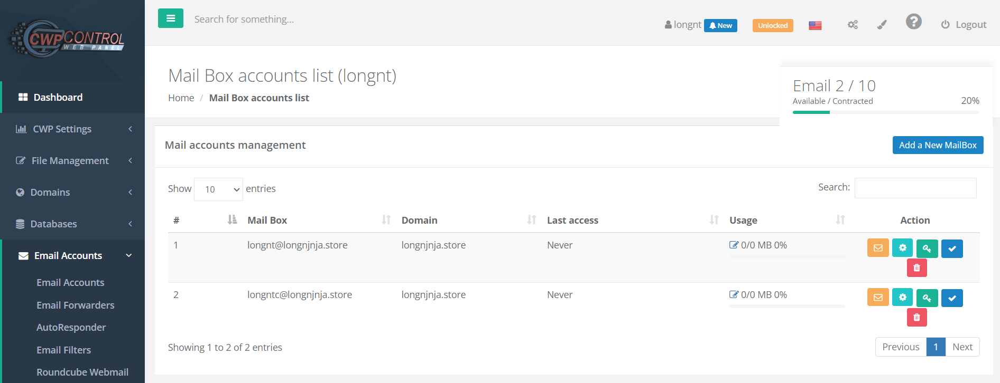 CWP CONTROL
WEB PANEL
Dashboard
CWP Settings
File Management
Domains
Databases
Email Accounts
Email Accounts
Email Forwarders
AutoResponder
Email Filters
Roundcube Webmail
Search for something...
longnt New Unlocked Logout
Mail Box accounts list (longnt)
Home / Mail Box accounts list
Email 2 / 10
Available / Contracted 20%
Mail accounts management Add a New MailBox
Show 10 entries Search:
# Mail Box Domain Last access Usage Action
1 longnt@longnjnja.store longnjnja.store Never 0/0 MB 0%
2 longntc@longnjnja.store longnjnja.store Never 0/0 MB 0%
Showing 1 to 2 of 2 entries Previous 1 Next